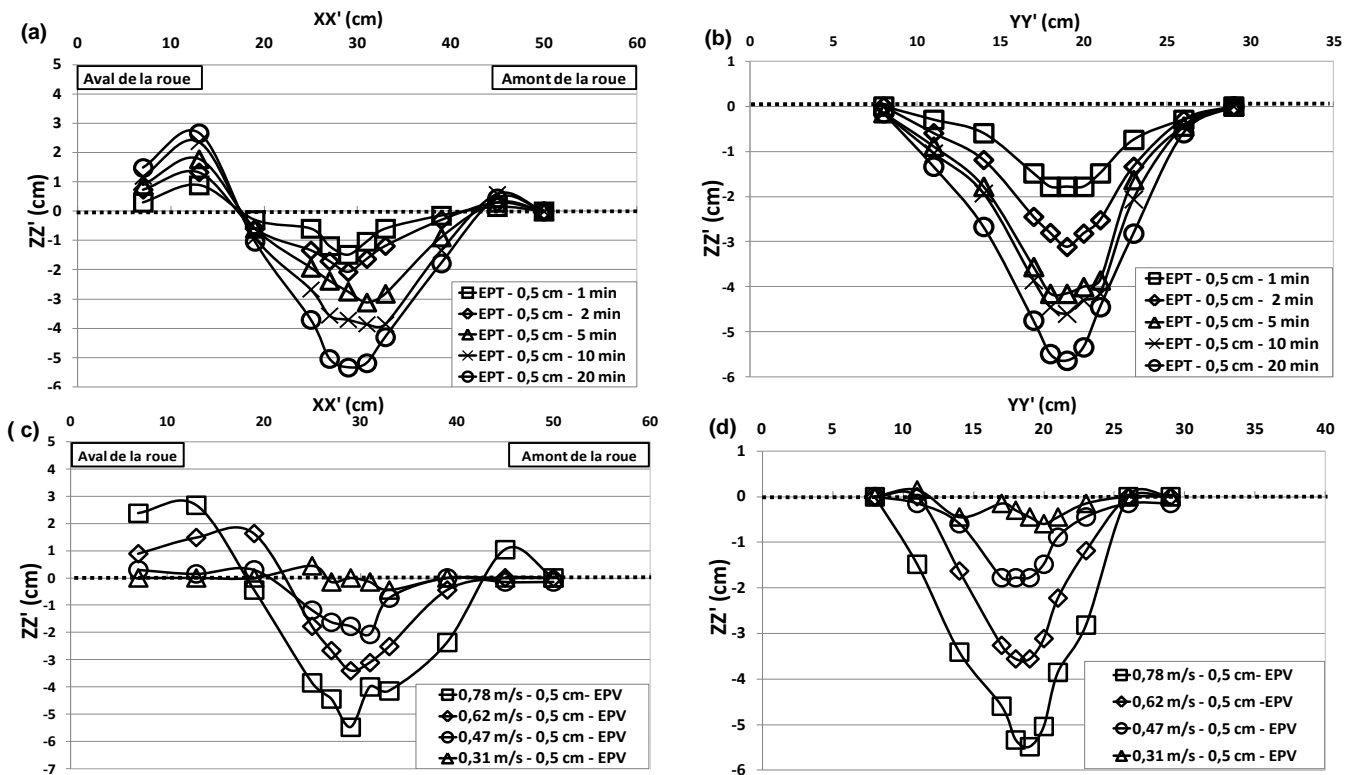 (a)
XX' (cm)
0 10 20 30 40 50 60
5
Aval de la roue Amont de la roue
4
3
2
1
0
-1
-2
-3
-4
-5
-6
ZZ' (cm)
EPT - 0,5 cm - 1 min
EPT - 0,5 cm - 2 min
EPT - 0,5 cm - 5 min
EPT - 0,5 cm - 10 min
EPT - 0,5 cm - 20 min
(b)
YY' (cm)
0 5 10 15 20 25 30 35
1
0
-1
-2
-3
-4
-5
-6
ZZ' (cm)
EPT - 0,5 cm - 1 min
EPT - 0,5 cm - 2 min
EPT - 0,5 cm - 5 min
EPT - 0,5 cm - 10 min
EPT - 0,5 cm - 20 min
( c)
XX' (cm)
0 10 20 30 40 50 60
5
Aval de la roue Amont de la roue
4
3
2
1
0
-1
-2
-3
-4
-5
-6
-7
ZZ' (cm)
0,78 m/s - 0,5 cm- EPV
0,62 m/s - 0,5 cm - EPV
0,47 m/s - 0,5 cm - EPV
0,31 m/s - 0,5 cm - EPV
(d)
YY' (cm)
0 5 10 15 20 25 30 35 40
1
0
-1
-2
-3
-4
-5
-6
ZZ' (cm)
0,78 m/s - 0,5 cm- EPV
0,62 m/s - 0,5 cm -EPV
0,47 m/s - 0,5 cm - EPV
0,31 m/s - 0,5 cm - EPV